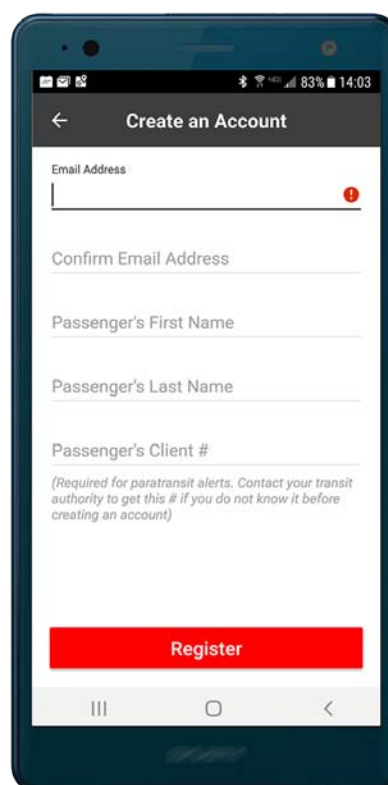 83% 14:03
Create an Account
Email Address
Confirm Email Address
Passenger's First Name
Passenger's Last Name
Passenger's Client #
(Required for paratransit alerts. Contact your transit
authority to get this # if you do not know it before
creating an account)
Register